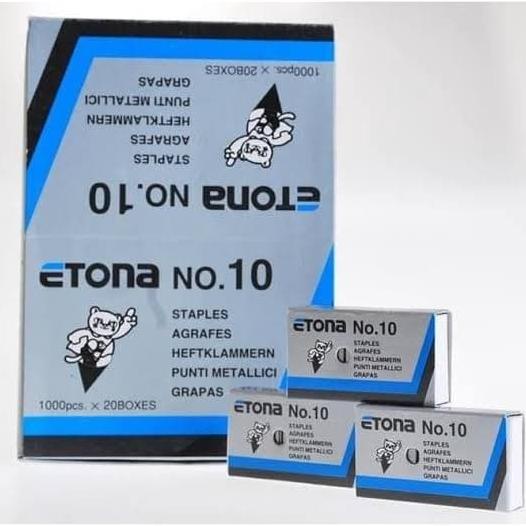 1000pcs. × 20BOXES
GRAPAS
PUNTI METALLICI
HEFTKLAMMERN
AGRAFES
STAPLES
ETONA NO.10
ETONA NO.10
STAPLES
AGRAFES
HEFTKLAMMERN
PUNTI METALLICI
GRAPAS
1000pcs. × 20BOXES
ETONA No.10
STAPLES
AGRAFES
HEFTKLAMMERN
PUNTI METALLICI
GRAPAS
ETONA No.10
STAPLES
AGRAFES
HEFTKLAMMERN
PUNTI METALLICI
GRAPAS
ETONA No.10
STAPLES
AGRAFES
HEFTKLAMMERN
PUNTI METALLICI
GRAPAS